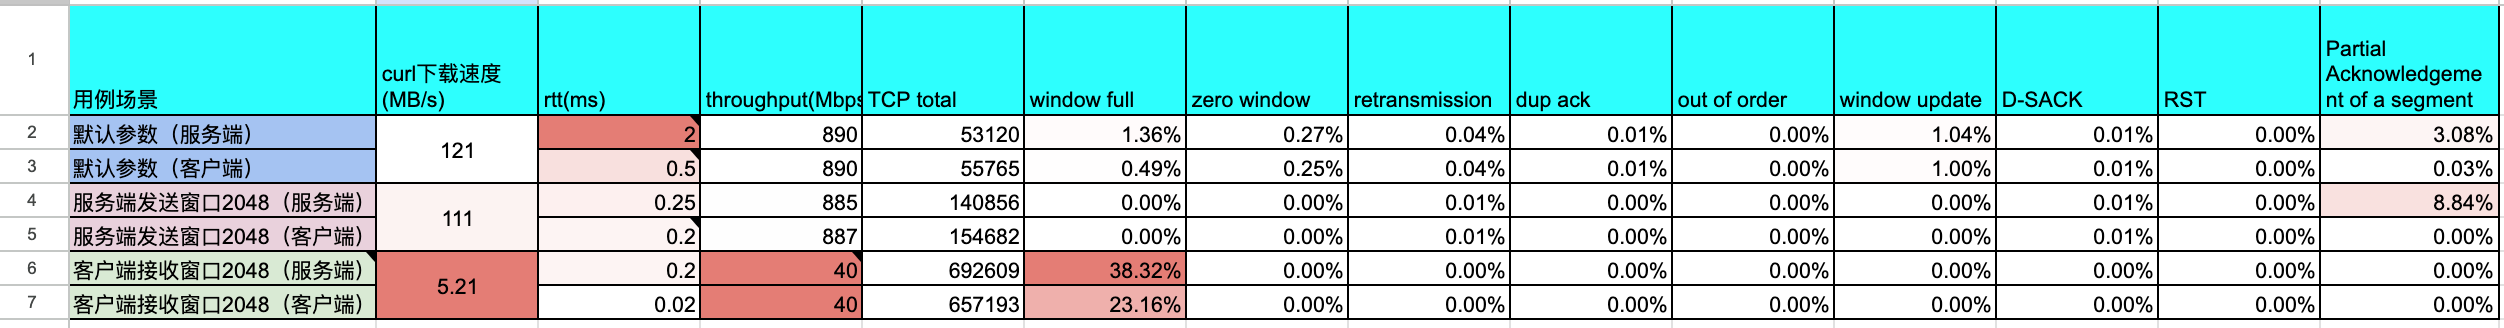 1 用例场景 curl下载速度(MB/s) rtt(ms) throughput(Mbps TCP total window full zero window retransmission dup ack out of order window update D-SACK RST Partial Acknowledgement of a segment
2 默认参数（服务端） 121 2 890 53120 1.36% 0.27% 0.04% 0.01% 0.00% 1.04% 0.01% 0.00% 3.08%
3 默认参数（客户端） 0.5 890 55765 0.49% 0.25% 0.04% 0.01% 0.00% 1.00% 0.01% 0.00% 0.03%
4 服务端发送窗口2048（服务端） 111 0.25 885 140856 0.00% 0.00% 0.01% 0.00% 0.00% 0.00% 0.01% 0.00% 8.84%
5 服务端发送窗口2048（客户端） 0.2 887 154682 0.00% 0.00% 0.01% 0.00% 0.00% 0.00% 0.01% 0.00% 0.00%
6 客户端接收窗口2048（服务端） 5.21 0.2 40 692609 38.32% 0.00% 0.00% 0.00% 0.00% 0.00% 0.00% 0.00% 0.00%
7 客户端接收窗口2048（客户端） 0.02 40 657193 23.16% 0.00% 0.00% 0.00% 0.00% 0.00% 0.00% 0.00% 0.00%